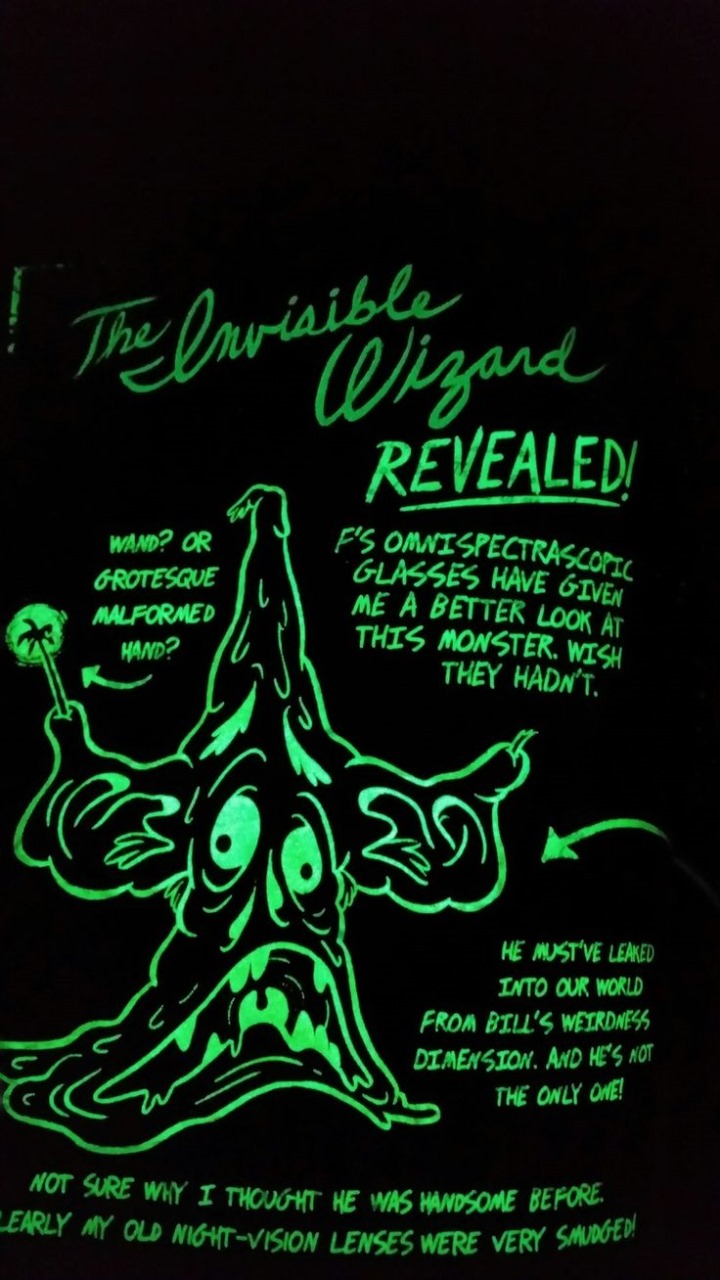 The Invisible
Wizard
REVEALED!
WAND? OR
GROTESQUE
MALFORMED
HAND?
F'S OMNISPECTRASCOPIC
GLASSES HAVE GIVEN
ME A BETTER LOOK AT
THIS MONSTER. WISH
THEY HADN'T.
HE MUST'VE LEAKED
INTO OUR WORLD
FROM BILL'S WEIRDNESS
DIMENSION. AND HE'S NOT
THE ONLY ONE!
NOT SURE WHY I THOUGHT HE WAS HANDSOME BEFORE.
LEARLY MY OLD NIGHT-VISION LENSES WERE VERY SMUDGED!